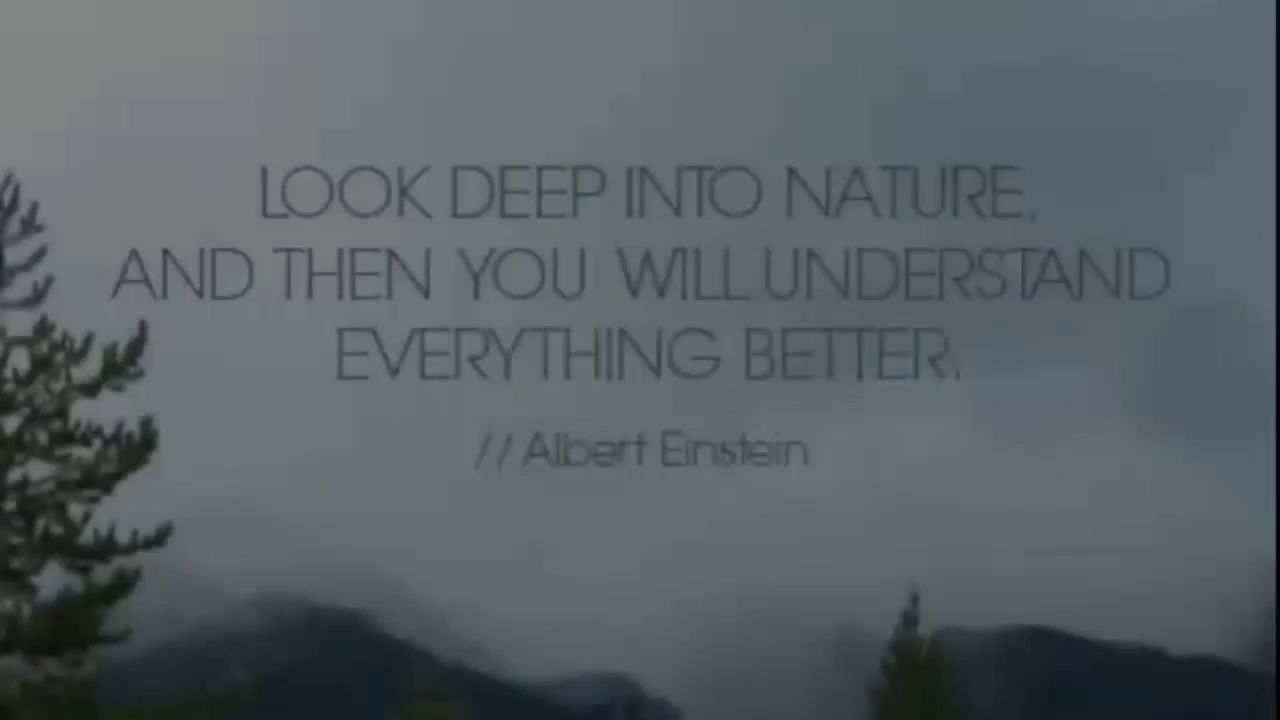 LOOK DEEP INTO NATURE,
AND THEN YOU WILL UNDERSTAND
EVERYTHING BETTER.
// Albert Einstein